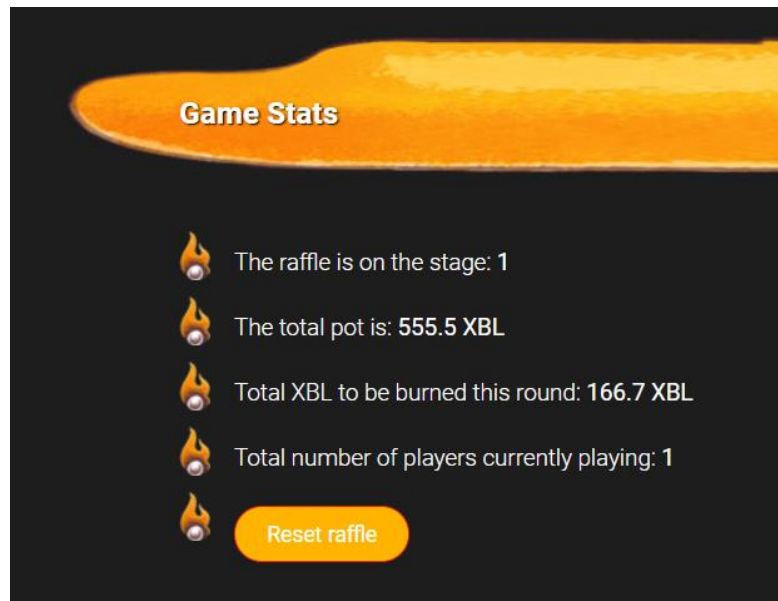 Game Stats
The raffle is on the stage: 1
The total pot is: 555.5 XBL
Total XBL to be burned this round: 166.7 XBL
Total number of players currently playing: 1
Reset raffle